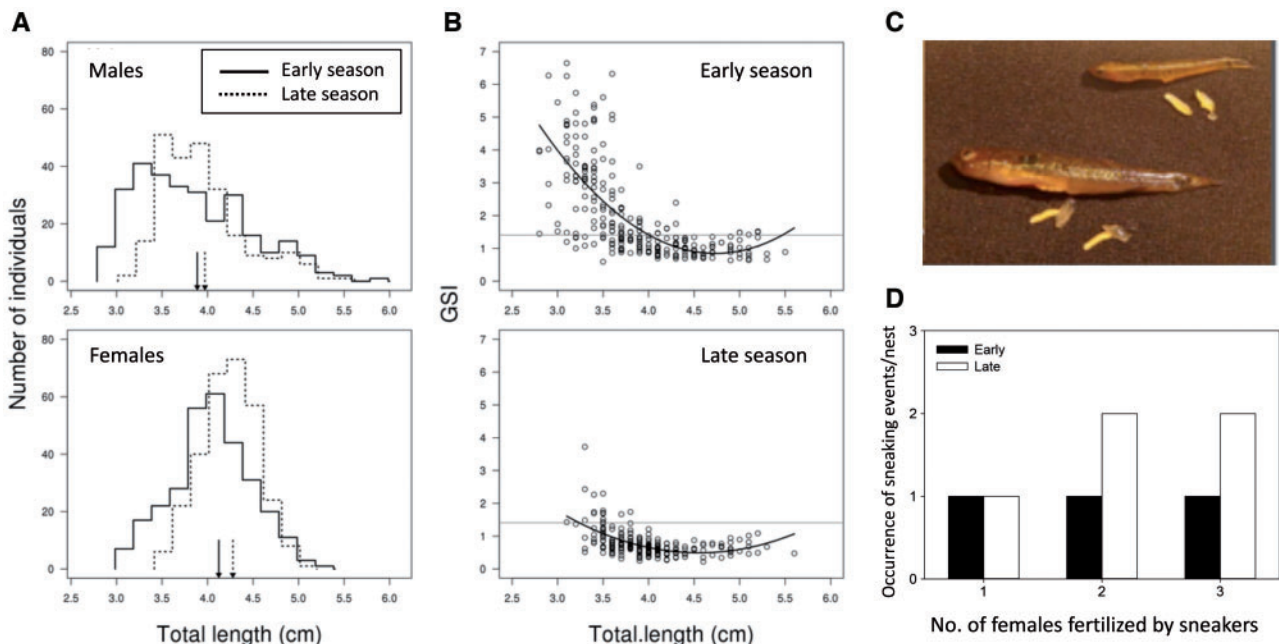 A
Number of individuals
80
60
40
20
0
Males
Early season
Late season
2.5 3.0 3.5 4.0 4.5 5.0 5.5 6.0
80
60
40
20
0
Females
2.5 3.0 3.5 4.0 4.5 5.0 5.5 6.0
Total length (cm)
B
GSI
7
6
5
4
3
2
1
0
Early season
2.5 3.0 3.5 4.0 4.5 5.0 5.5 6.0
7
6
5
4
3
2
1
0
Late season
2.5 3.0 3.5 4.0 4.5 5.0 5.5 6.0
Total.length (cm)
C
D
Occurrence of sneaking events/nest
3
2
1
0
Early
Late
1 2 3
No. of females fertilized by sneakers